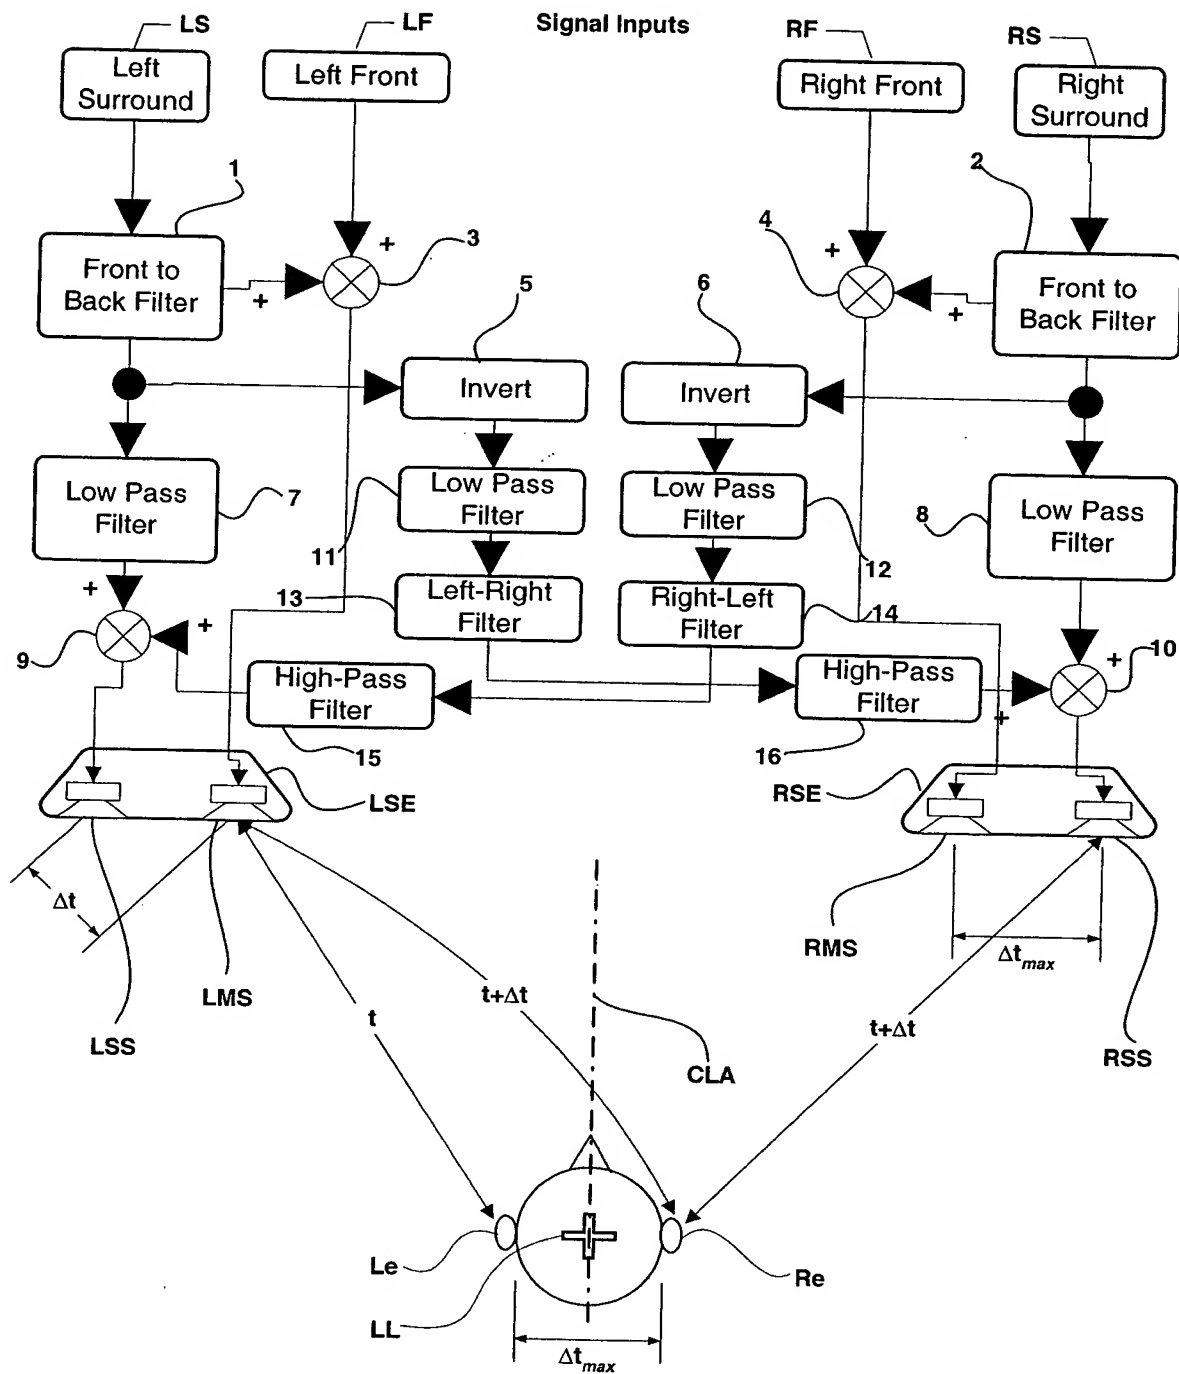 LS
LF
Signal Inputs
RF
RS
Left
Surround
Left Front
Right Front
Right
Surround
1
2
3
4
+
+
+
+
Front to
Back Filter
Front to
Back Filter
5
6
Invert
Invert
Low Pass
Filter
7
Low Pass
Filter
11
Low Pass
Filter
12
8
Low Pass
Filter
+
+
9
13
Left-Right
Filter
Right-Left
Filter
14
+
+
10
High-Pass
Filter
15
High-Pass
Filter
16
LSE
RSE
Δt
LSS
LMS
t
t+Δt
CLA
t+Δt
RMS
Δtmax
RSS
Le
LL
Re
Δtmax